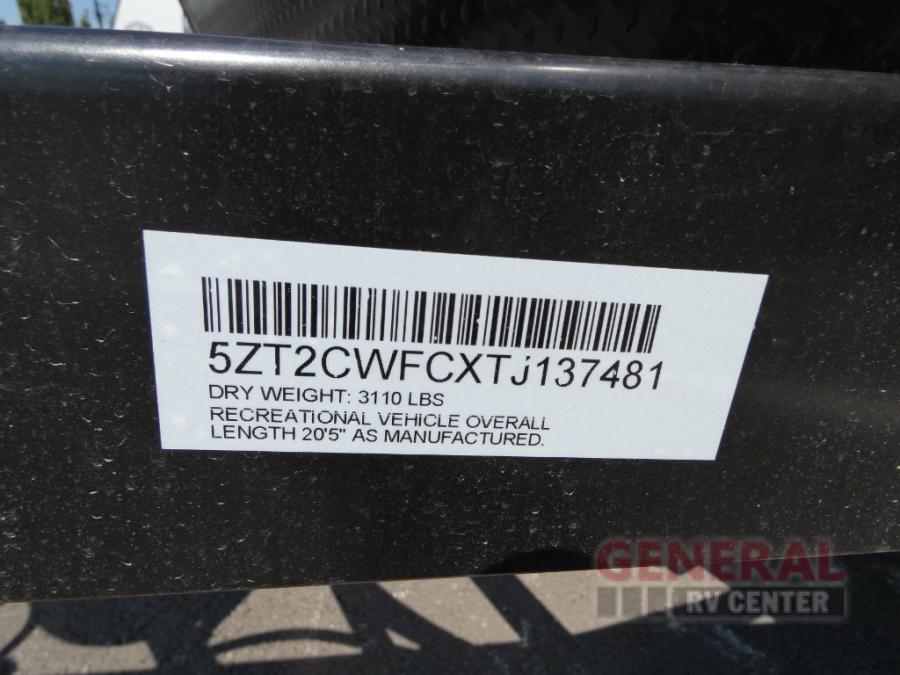 5ZT2CWFCXTJ137481
DRY WEIGHT: 3110 LBS
RECREATIONAL VEHICLE OVERALL
LENGTH 20'5" AS MANUFACTURED.
GENERAL
RV CENTER